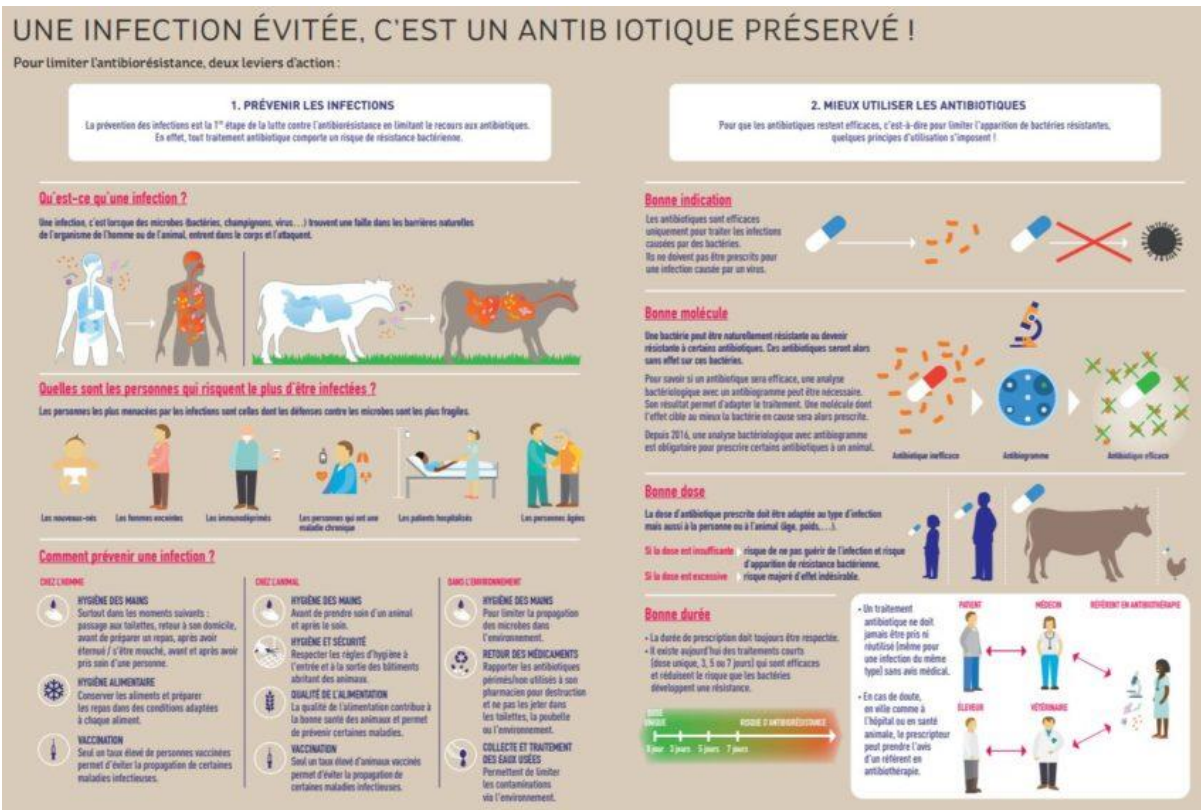 UNE INFECTION ÉVITÉE, C'EST UN ANTIB IOTIQUE PRÉSERVÉ !
Pour limiter l'antibiorésistance, deux leviers d'action :
1. PRÉVENIR LES INFECTIONS
La prévention des infections est la 1re étape de la lutte contre l'antibiorésistance en limitant le recours aux antibiotiques.
En effet, tout traitement antibiotique comporte un risque de résistance bactérienne.
Qu'est-ce qu'une infection ?
Une infection, c'est lorsque des microbes (bactéries, champignons, virus...) trouvent une faille dans les barrières naturelles
de l'organisme de l'homme ou de l'animal, entrent dans le corps et l'attaquent.
Quelles sont les personnes qui risquent le plus d'être infectées ?
Les personnes les plus menacées par les infections sont celles dont les défenses contre les microbes sont les plus fragiles.
Les nouveaux-nés
Les femmes enceintes
Les immunodéprimés
Les personnes qui ont une
maladie chronique
Les patients hospitalisés
Les personnes âgées
Comment prévenir une infection ?
CHEZ L'HOMME
HYGIÈNE DES MAINS
Surtout dans les moments suivants :
passage aux toilettes, retour à son domicile,
avant de préparer un repas, après avoir
éternué / s'être mouché, avant et après avoir
pris soin d'une personne.
HYGIÈNE ALIMENTAIRE
Conserver les aliments et préparer
les repas dans des conditions adaptées
à chaque aliment.
VACCINATION
Seul un taux élevé de personnes vaccinées
permet d'éviter la propagation de certaines
maladies infectieuses.
CHEZ L'ANIMAL
HYGIÈNE DES MAINS
Avant de prendre soin d'un animal
et après le soin.
HYGIÈNE ET SÉCURITÉ
Respecter les règles d'hygiène à
l'entrée et à la sortie des bâtiments
abritant des animaux.
QUALITÉ DE L'ALIMENTATION
La qualité de l'alimentation contribue à
la bonne santé des animaux et permet
de prévenir certaines maladies.
VACCINATION
Seul un taux élevé d'animaux vaccinés
permet d'éviter la propagation de
certaines maladies infectieuses.
DANS L'ENVIRONNEMENT
HYGIÈNE DES MAINS
Pour limiter la propagation
des microbes dans
l'environnement.
RETOUR DES MÉDICAMENTS
Rapporter les antibiotiques
périmés/non utilisés à son
pharmacien pour destruction
et ne pas les jeter dans
les toilettes, la poubelle
ou l'environnement.
COLLECTE ET TRAITEMENT
DES EAUX USÉES
Permettent de limiter
les contaminations
via l'environnement.
2. MIEUX UTILISER LES ANTIBIOTIQUES
Pour que les antibiotiques restent efficaces, c'est-à-dire pour limiter l'apparition de bactéries résistantes,
quelques principes d'utilisation s'imposent !
Bonne indication
Les antibiotiques sont efficaces
uniquement pour traiter les infections
causées par des bactéries.
Ils ne doivent pas être prescrits pour
une infection causée par un virus.
Bonne molécule
Une bactérie peut être naturellement résistante ou devenir
résistante à certains antibiotiques. Ces antibiotiques seront alors
sans effet sur ces bactéries.
Pour savoir si un antibiotique sera efficace, une analyse
bactériologique avec un antibiogramme peut être nécessaire.
Son résultat permet d'adapter le traitement. Une molécule dont
l'effet cible au mieux la bactérie en cause sera alors prescrite.
Depuis 2016, une analyse bactériologique avec antibiogramme
est obligatoire pour prescrire certains antibiotiques à un animal.
Antibiotique inefficace
Antibiogramme
Antibiotique efficace
Bonne dose
La dose d'antibiotique prescrite doit être adaptée au type d'infection
mais aussi à la personne ou à l'animal (âge, poids,...).
Si la dose est insuffisante risque de ne pas guérir de l'infection et risque
d'apparition de résistance bactérienne.
Si la dose est excessive risque majoré d'effet indésirable.
Bonne durée
• La durée de prescription doit toujours être respectée.
• Il existe aujourd'hui des traitements courts
(dose unique, 3, 5 ou 7 jours) qui sont efficaces
et réduisent le risque que les bactéries
développent une résistance.
DOSE
UNIQUE
RISQUE D'ANTIBIORÉSISTANCE
jour 3 jours 5 jours 7 jours
• Un traitement
antibiotique ne doit
jamais être pris ni
réutilisé (même pour
une infection du même
type) sans avis médical.
• En cas de doute,
en ville comme à
l'hôpital ou en santé
animale, le prescripteur
peut prendre l'avis
d'un référent en
antibiothérapie.
PATIENT
MÉDECIN
RÉFÉRENT EN ANTIBIOTHÉRAPIE
ÉLEVEUR
VÉTÉRINAIRE